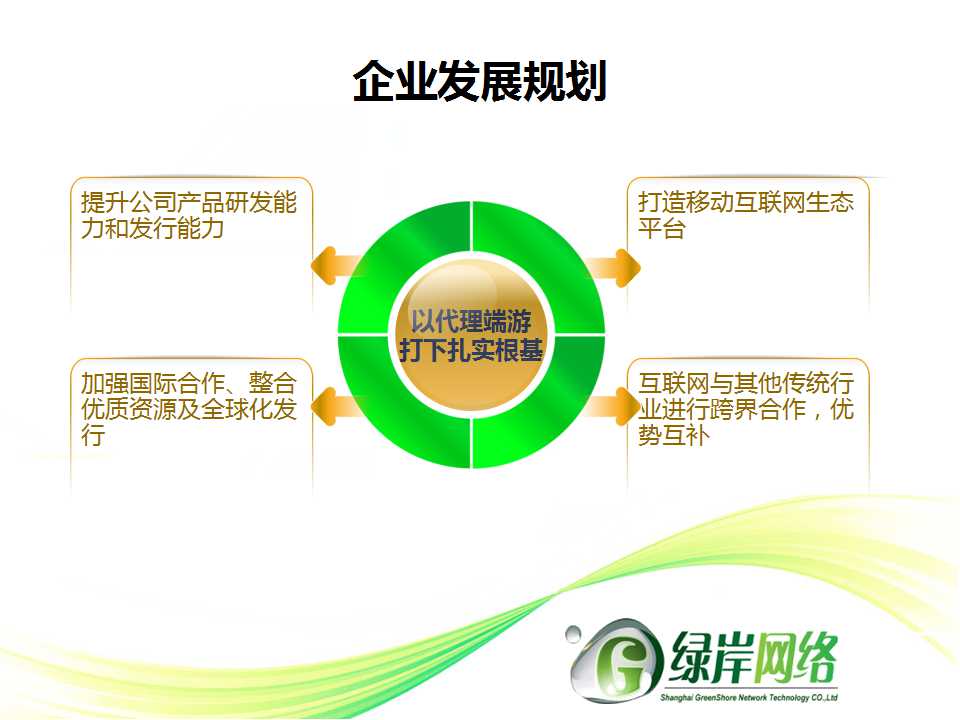 企业发展规划
提升公司产品研发能
力和发行能力
打造移动互联网生态
平台
以代理端游
打下扎实根基
加强国际合作、整合
优质资源及全球化发
行
互联网与其他传统行
业进行跨界合作，优
势互补
G
绿岸网络
Shanghai GreenShore Network Technology CO.,Ltd